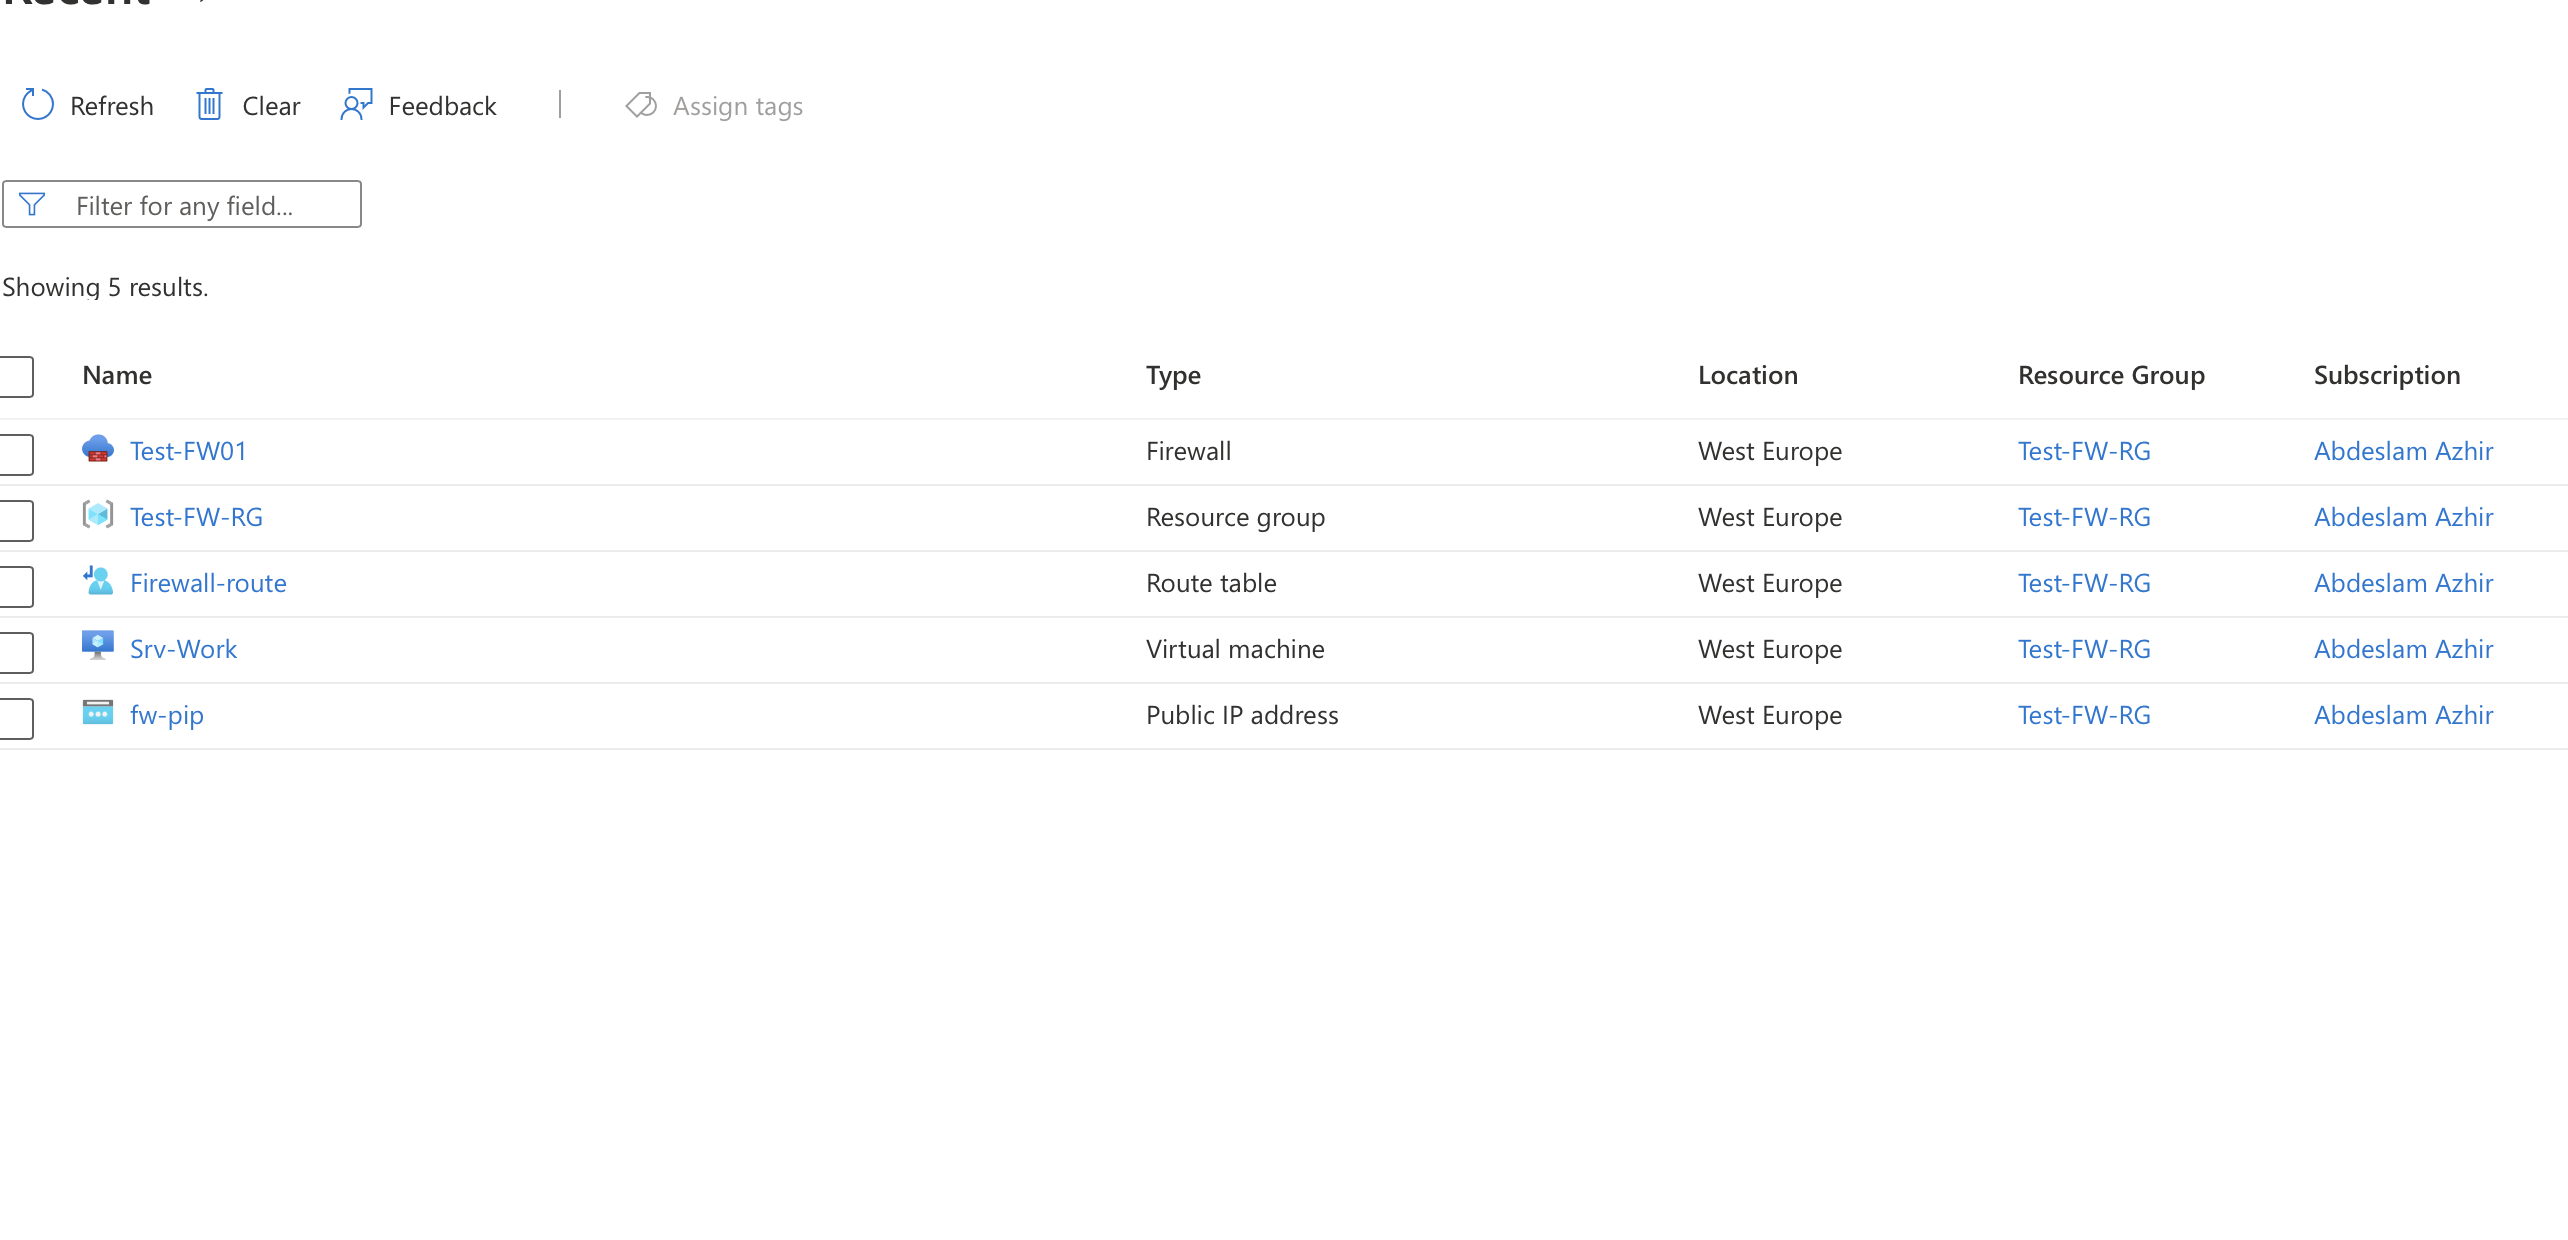 Recent
Refresh Clear Feedback | Assign tags
Filter for any field...
Showing 5 results.
Name Type Location Resource Group Subscription
Test-FW01 Firewall West Europe Test-FW-RG Abdeslam Azhir
Test-FW-RG Resource group West Europe Test-FW-RG Abdeslam Azhir
Firewall-route Route table West Europe Test-FW-RG Abdeslam Azhir
Srv-Work Virtual machine West Europe Test-FW-RG Abdeslam Azhir
fw-pip Public IP address West Europe Test-FW-RG Abdeslam Azhir